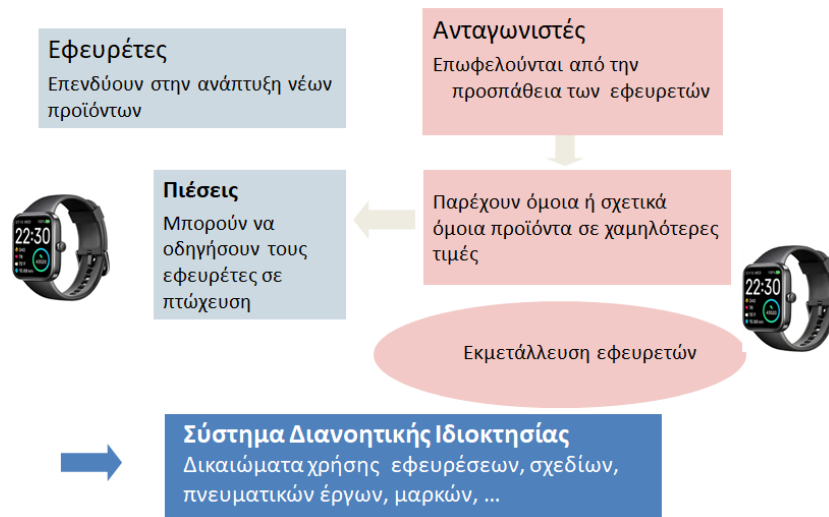 Εφευρέτες
Επενδύουν στην ανάπτυξη νέων
προϊόντων
Ανταγωνιστές
Επωφελούνται από την
προσπάθεια των εφευρετών
Πιέσεις
Μπορούν να
οδηγήσουν τους
εφευρέτες σε
πτώχευση
Παρέχουν όμοια ή σχετικά
όμοια προϊόντα σε χαμηλότερες
τιμές
22:30
22:30
Εκμετάλλευση εφευρετών
Σύστημα Διανοητικής Ιδιοκτησίας
Δικαιώματα χρήσης εφευρέσεων, σχεδίων,
πνευματικών έργων, μαρκών, ...